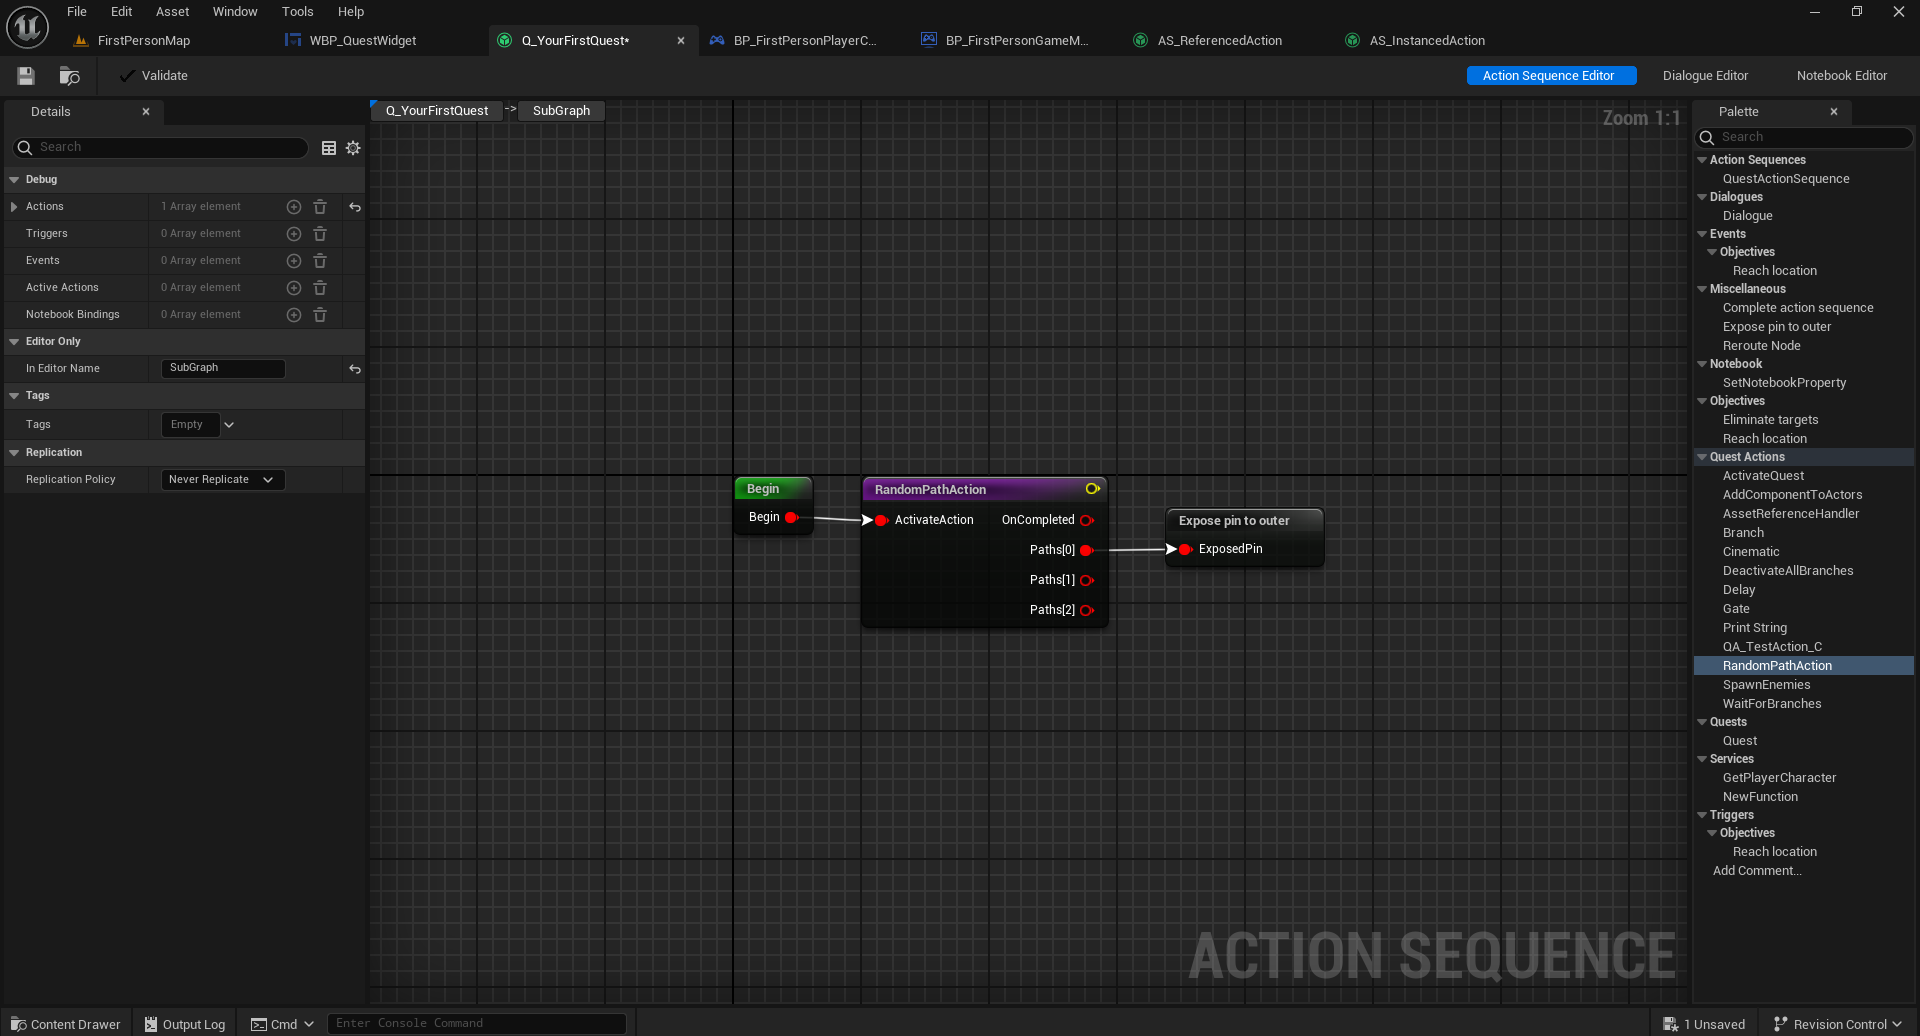 File Edit Asset Window Tools Help
FirstPersonMap WBP_QuestWidget Q_YourFirstQuest* BP_FirstPersonPlayerC... BP_FirstPersonGameM... AS_ReferencedAction AS_InstancedAction
Validate Action Sequence Editor Dialogue Editor Notebook Editor
Details
Search
Debug
Actions 1 Array element
Triggers 0 Array element
Events 0 Array element
Active Actions 0 Array element
Notebook Bindings 0 Array element
Editor Only
In Editor Name SubGraph
Tags
Tags Empty
Replication
Replication Policy Never Replicate
Q_YourFirstQuest -> SubGraph
Zoom 1:1
Begin
Begin
RandomPathAction
ActivateAction OnCompleted
Paths[0]
Paths[1]
Paths[2]
Expose pin to outer
ExposedPin
ACTION SEQUENCE
Palette
Search
Action Sequences
QuestActionSequence
Dialogues
Dialogue
Events
Objectives
Reach location
Miscellaneous
Complete action sequence
Expose pin to outer
Reroute Node
Notebook
SetNotebookProperty
Objectives
Eliminate targets
Reach location
Quest Actions
ActivateQuest
AddComponentToActors
AssetReferenceHandler
Branch
Cinematic
DeactivateAllBranches
Delay
Gate
Print String
QA_TestAction_C
RandomPathAction
SpawnEnemies
WaitForBranches
Quests
Quest
Services
GetPlayerCharacter
NewFunction
Triggers
Objectives
Reach location
Add Comment...
Content Drawer Output Log Cmd Enter Console Command 1 Unsaved Revision Control